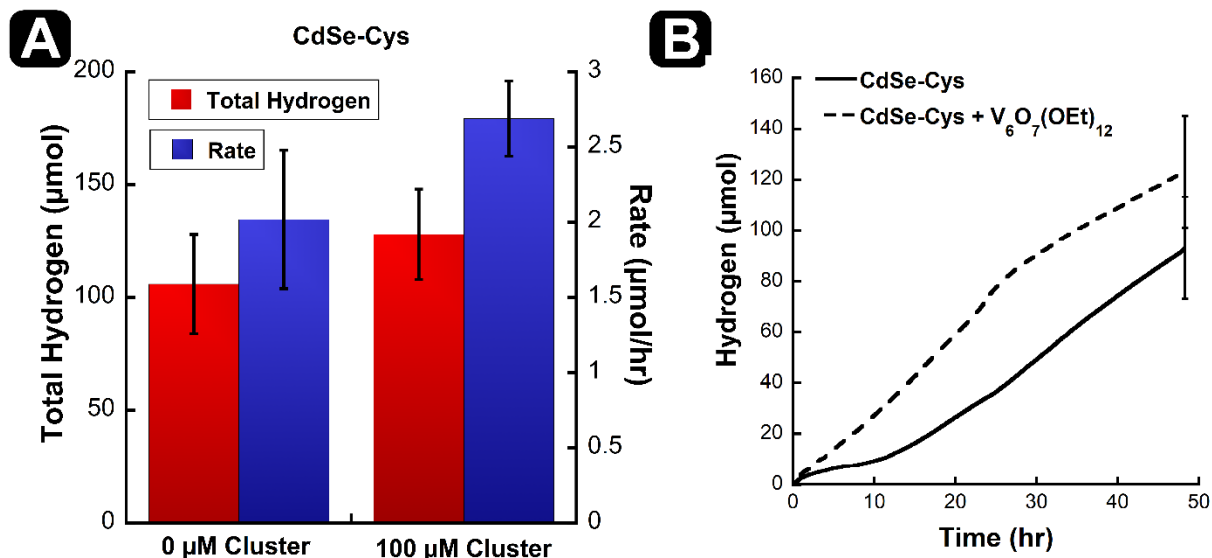 A
CdSe-Cys
Total Hydrogen
Rate
Total Hydrogen (µmol)
200
150
100
50
0
Rate (µmol/hr)
3
2.5
2
1.5
1
0.5
0
0 µM Cluster
100 µM Cluster
B
CdSe-Cys
CdSe-Cys + V₆O₇(OEt)₁₂
Hydrogen (µmol)
160
140
120
100
80
60
40
20
0
0 10 20 30 40 50
Time (hr)